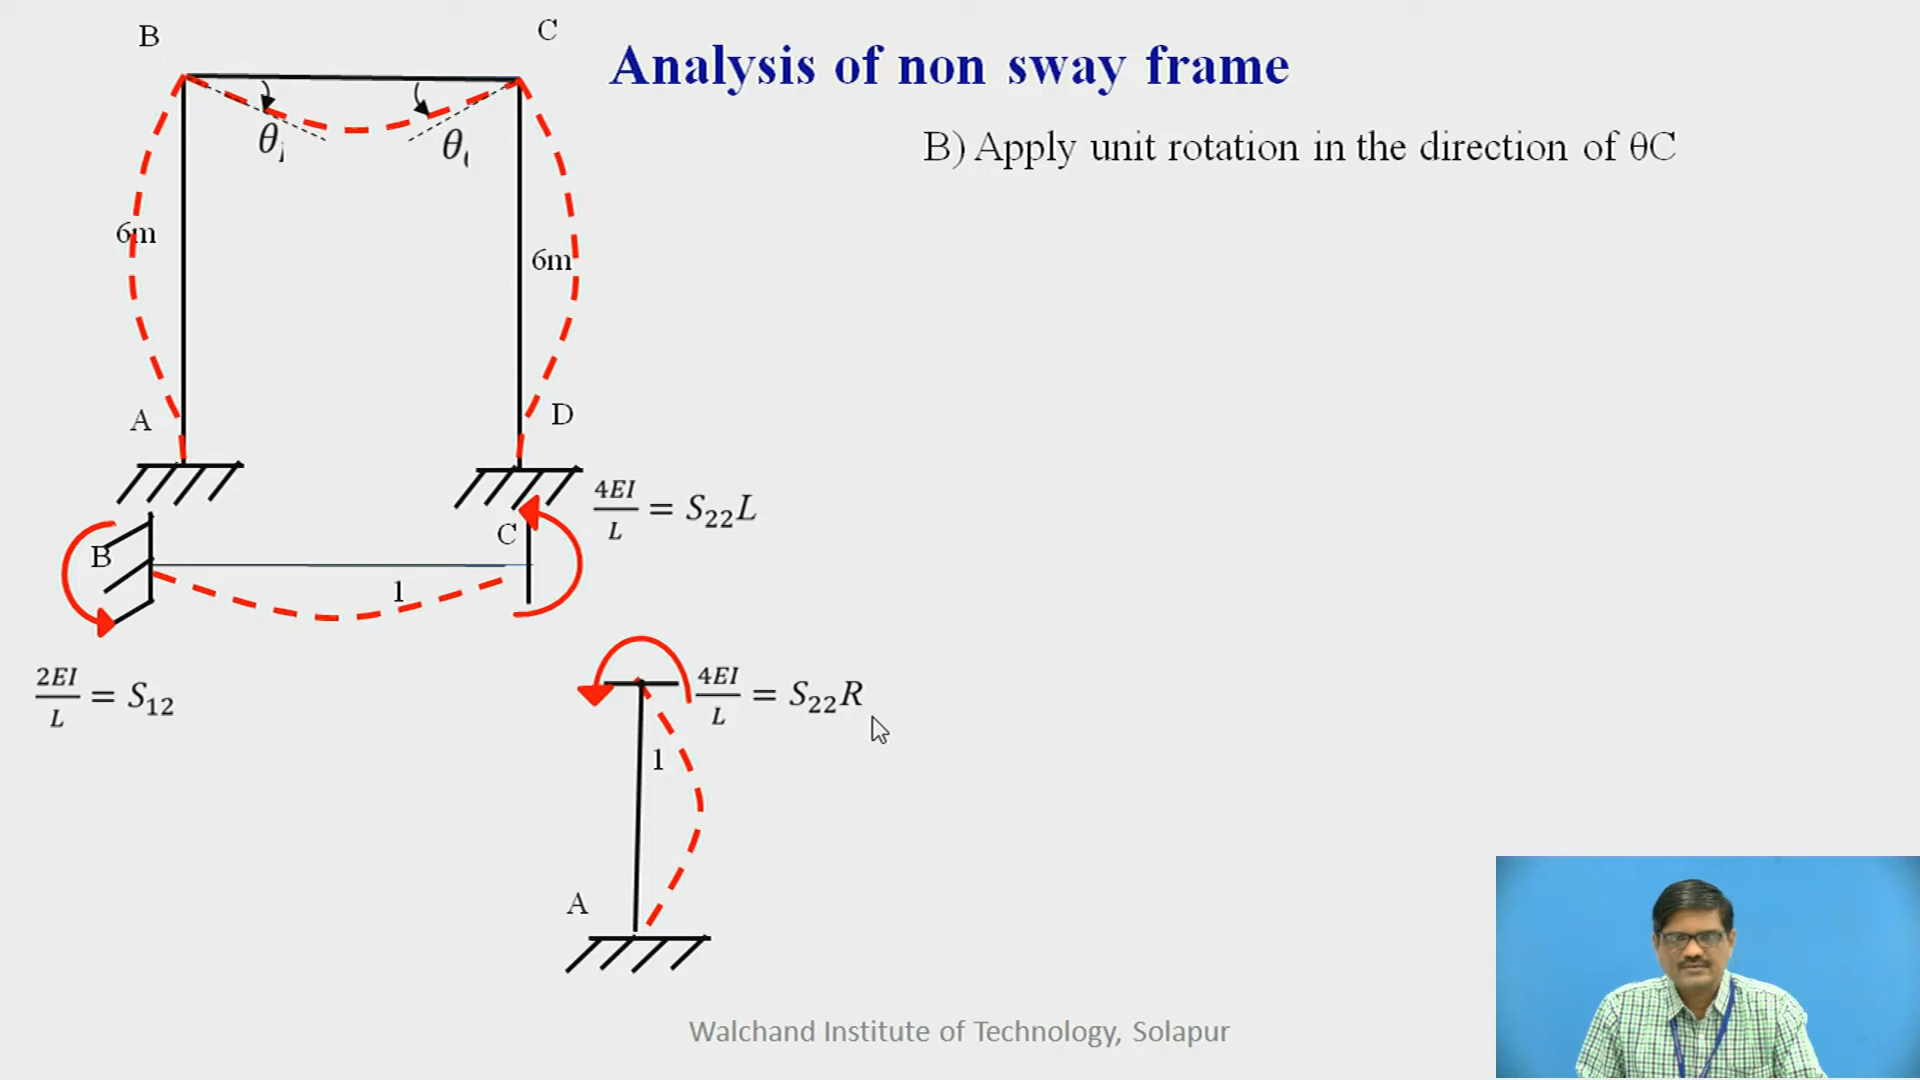 Analysis of non sway frame
B) Apply unit rotation in the direction of θC
B
C
θ
θ
6m
6m
A
D
4EI/L = S₂₂L
B
C
1
2EI/L = S₁₂
4EI/L = S₂₂R
1
A
Walchand Institute of Technology, Solapur